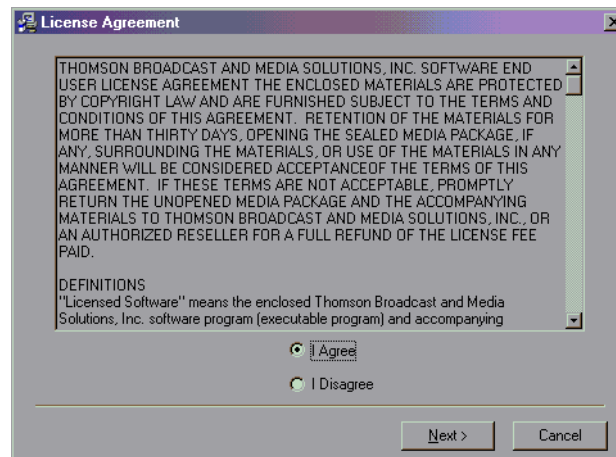 License Agreement
THOMSON BROADCAST AND MEDIA SOLUTIONS, INC. SOFTWARE END
USER LICENSE AGREEMENT THE ENCLOSED MATERIALS ARE PROTECTED
BY COPYRIGHT LAW AND ARE FURNISHED SUBJECT TO THE TERMS AND
CONDITIONS OF THIS AGREEMENT.  RETENTION OF THE MATERIALS FOR
MORE THAN THIRTY DAYS, OPENING THE SEALED MEDIA PACKAGE, IF
ANY, SURROUNDING THE MATERIALS, OR USE OF THE MATERIALS IN ANY
MANNER WILL BE CONSIDERED ACCEPTANCEOF THE TERMS OF THIS
AGREEMENT.  IF THESE TERMS ARE NOT ACCEPTABLE, PROMPTLY
RETURN THE UNOPENED MEDIA PACKAGE AND THE ACCOMPANYING
MATERIALS TO THOMSON BROADCAST AND MEDIA SOLUTIONS, INC., OR
AN AUTHORIZED RESELLER FOR A FULL REFUND OF THE LICENSE FEE
PAID.
DEFINITIONS
"Licensed Software" means the enclosed Thomson Broadcast and Media
Solutions, Inc. software program (executable program) and accompanying
I Agree
I Disagree
Next >
Cancel